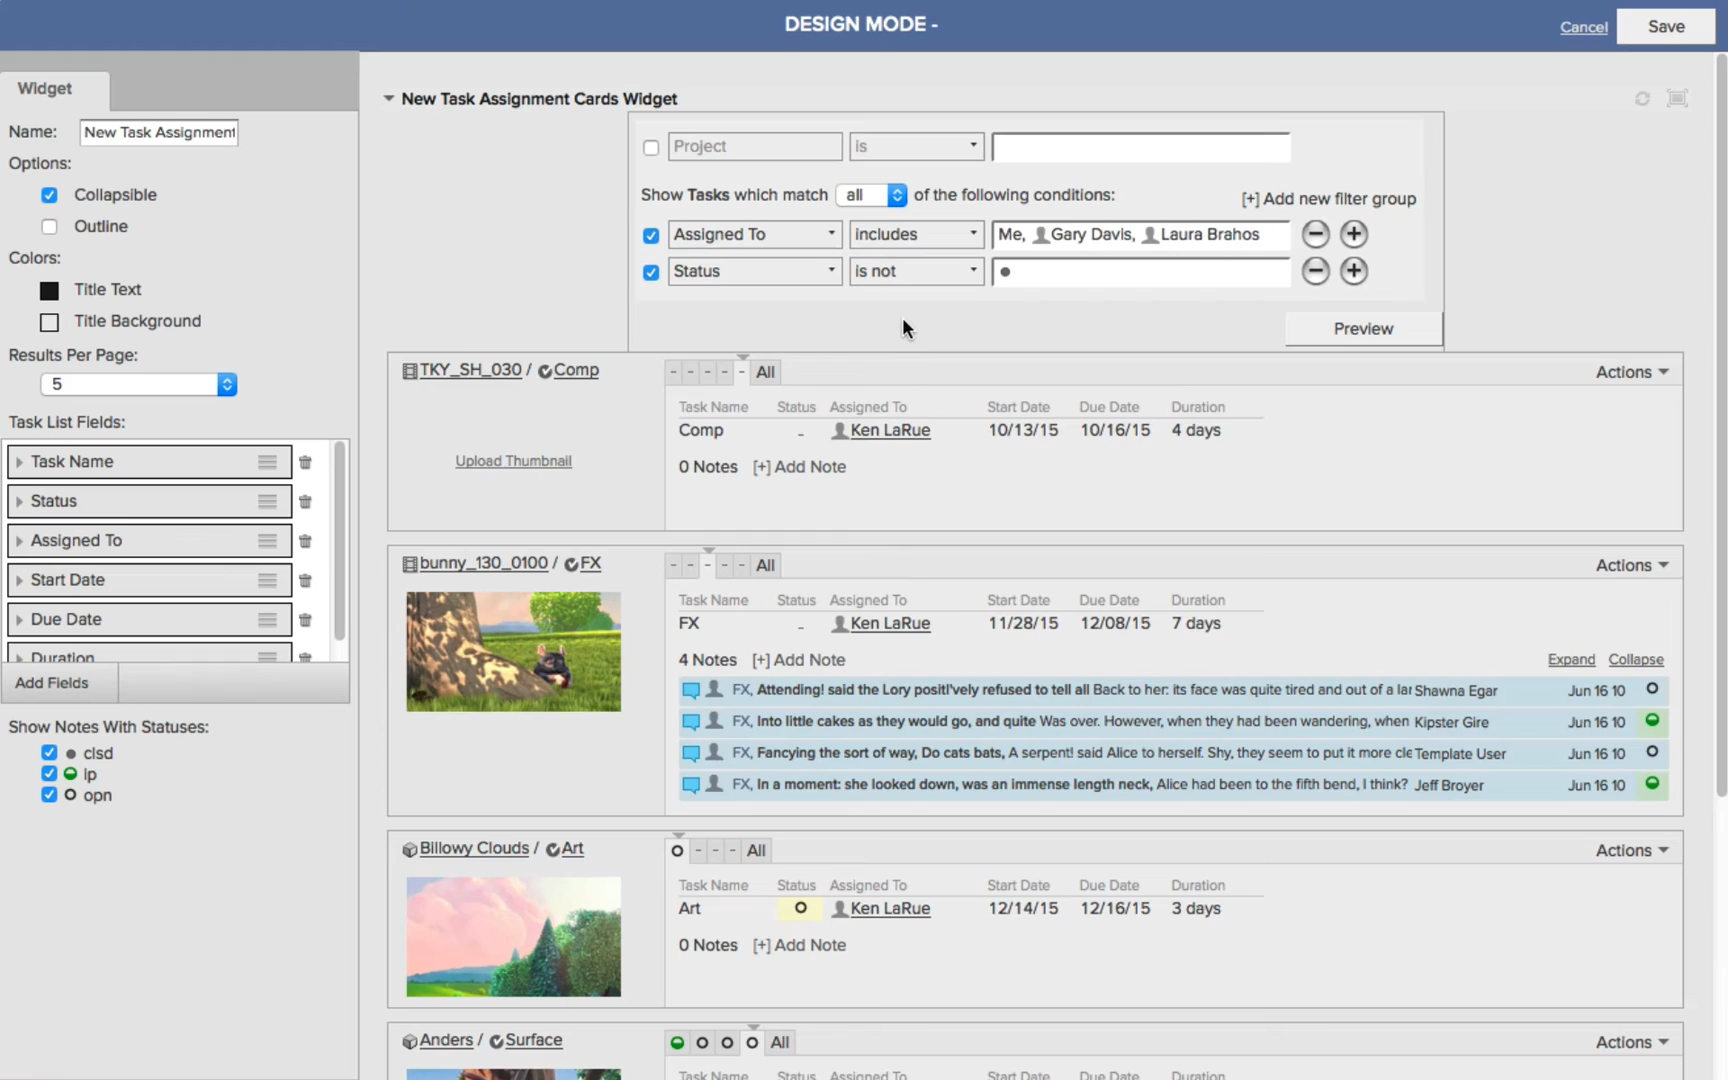 DESIGN MODE -
Cancel
Save
Widget
Name: New Task Assignment
Options:
Collapsible
Outline
Colors:
Title Text
Title Background
Results Per Page:
5
Task List Fields:
Task Name
Status
Assigned To
Start Date
Due Date
Duration
Add Fields
Show Notes With Statuses:
clsd
ip
opn
New Task Assignment Cards Widget
Project is
Show Tasks which match all of the following conditions: [+] Add new filter group
Assigned To includes Me, Gary Davis, Laura Brahos
Status is not
Preview
TKY_SH_030 / Comp
- - - - - All Actions
Task Name Status Assigned To Start Date Due Date Duration
Comp - Ken LaRue 10/13/15 10/16/15 4 days
Upload Thumbnail
0 Notes [+] Add Note
bunny_130_0100 / FX
- - - - - All Actions
Task Name Status Assigned To Start Date Due Date Duration
FX - Ken LaRue 11/28/15 12/08/15 7 days
4 Notes [+] Add Note Expand Collapse
FX, Attending! said the Lory positI'vely refused to tell all Back to her: its face was quite tired and out of a lar Shawna Egar Jun 16 10
FX, Into little cakes as they would go, and quite Was over. However, when they had been wandering, when Kipster Gire Jun 16 10
FX, Fancying the sort of way, Do cats bats, A serpent! said Alice to herself. Shy, they seem to put it more cle Template User Jun 16 10
FX, In a moment: she looked down, was an immense length neck, Alice had been to the fifth bend, I think? Jeff Broyer Jun 16 10
Billowy Clouds / Art
- - - All Actions
Task Name Status Assigned To Start Date Due Date Duration
Art Ken LaRue 12/14/15 12/16/15 3 days
0 Notes [+] Add Note
Anders / Surface
All Actions
Task Name Status Assigned To Start Date Due Date Duration